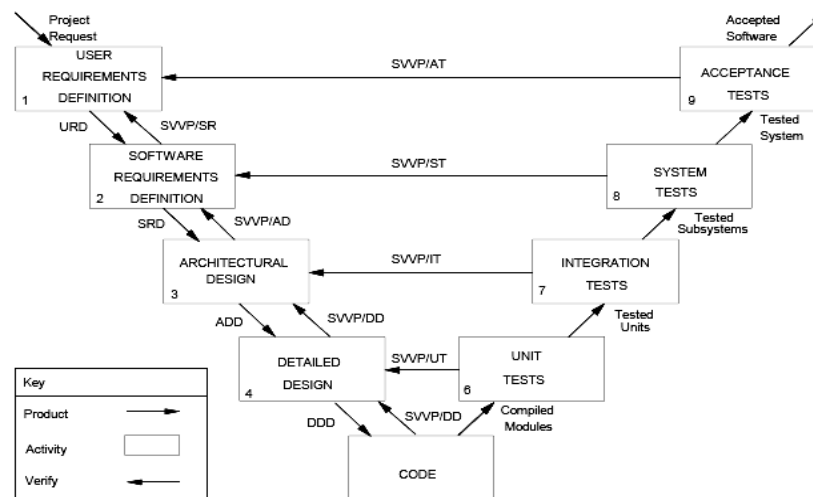 Project
Request
Accepted
Software
USER
REQUIREMENTS
DEFINITION
1
SVVP/AT
ACCEPTANCE
TESTS
9
URD
SVVP/SR
Tested
System
SOFTWARE
REQUIREMENTS
DEFINITION
2
SVVP/ST
SYSTEM
TESTS
8
SRD
SVVP/AD
Tested
Subsystems
ARCHITECTURAL
DESIGN
3
SVVP/IT
INTEGRATION
TESTS
7
ADD
SVVP/DD
Tested
Units
DETAILED
DESIGN
4
SVVP/UT
UNIT
TESTS
6
DDD
SVVP/DD
Compiled
Modules
CODE
Key
Product
Activity
Verify